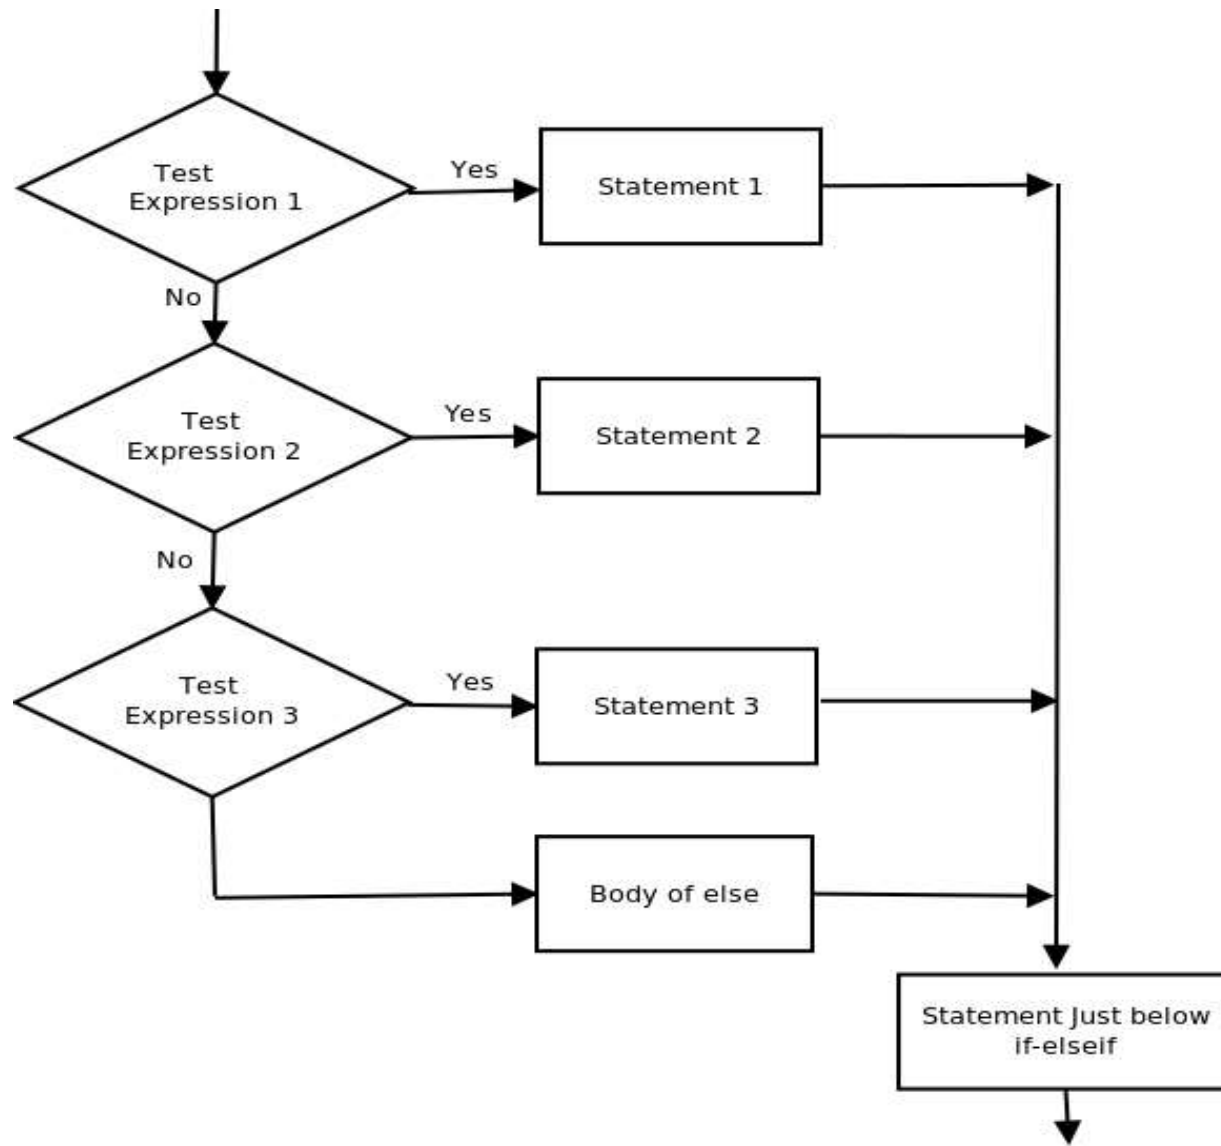 Test
Expression 1
Yes
Statement 1
No
Test
Expression 2
Yes
Statement 2
No
Test
Expression 3
Yes
Statement 3
Body of else
Statement Just below
if-elseif